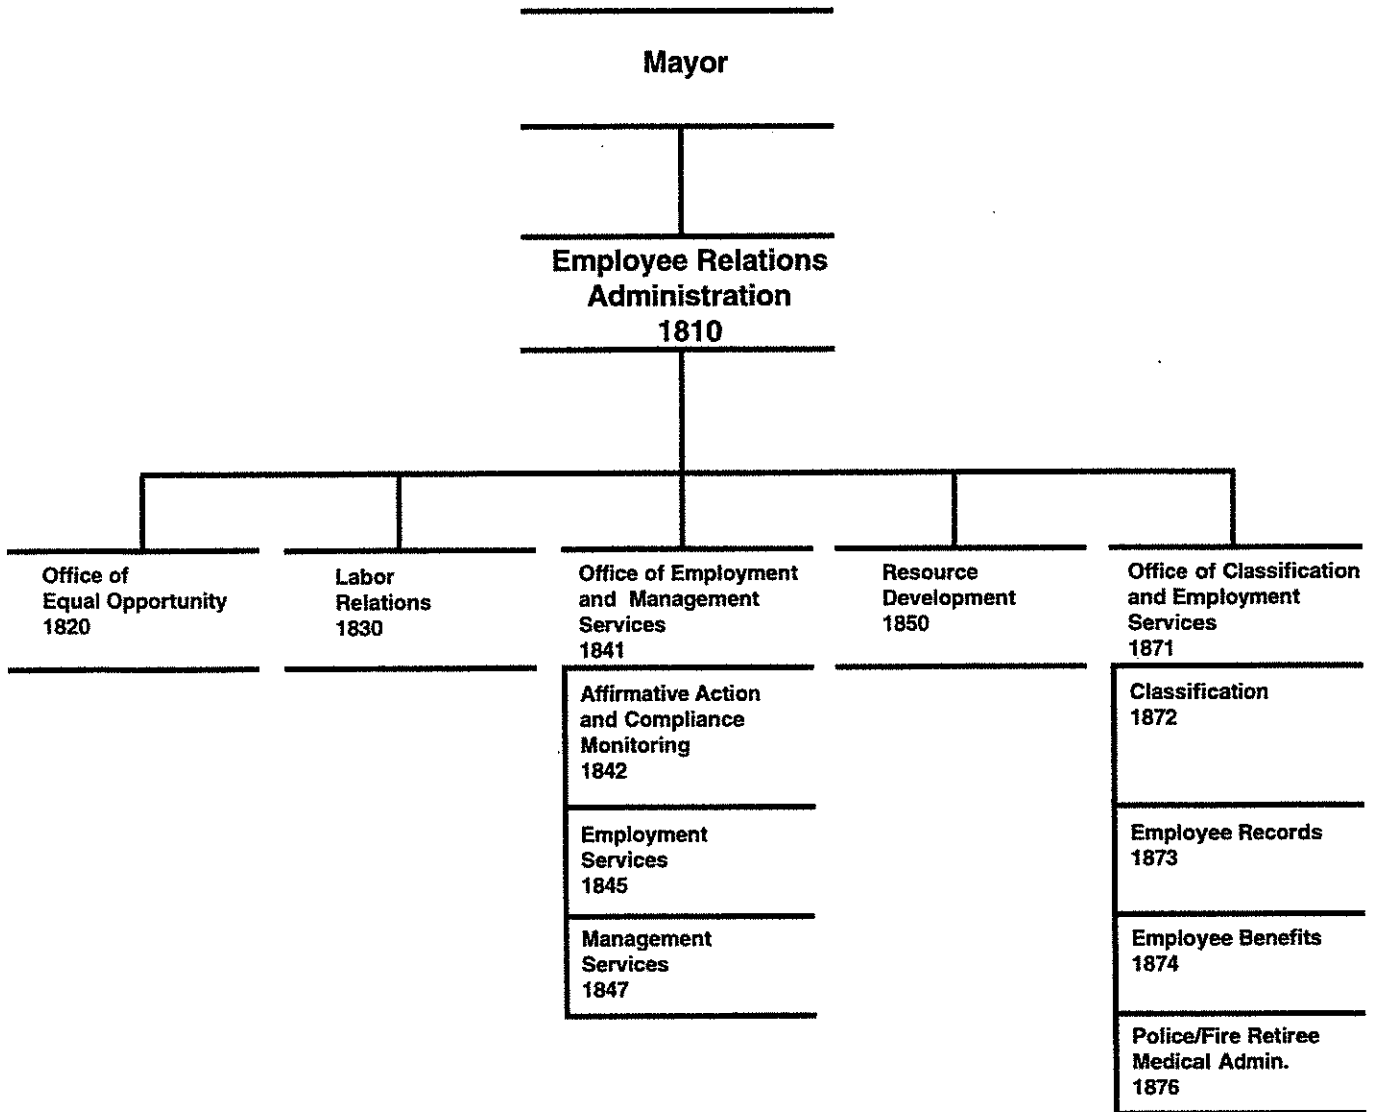 Mayor
Employee Relations
Administration
1810
Office of
Equal Opportunity
1820
Labor
Relations
1830
Office of Employment
and Management
Services
1841
Affirmative Action
and Compliance
Monitoring
1842
Employment
Services
1845
Management
Services
1847
Resource
Development
1850
Office of Classification
and Employment
Services
1871
Classification
1872
Employee Records
1873
Employee Benefits
1874
Police/Fire Retiree
Medical Admin.
1876